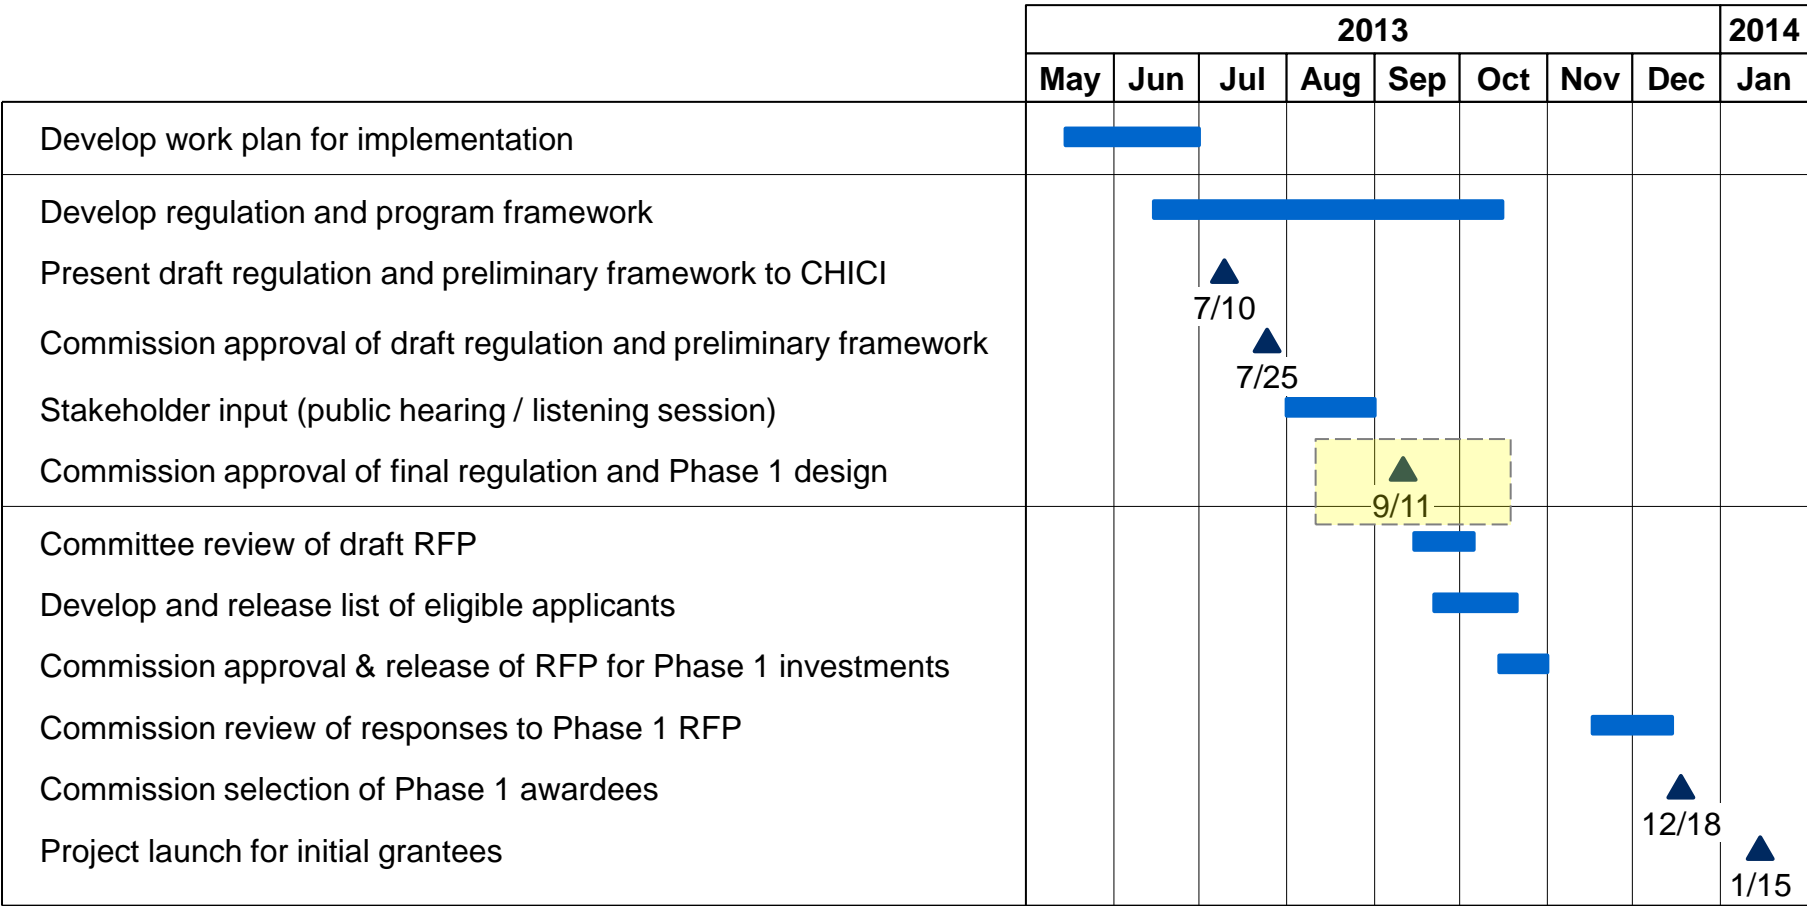 2013 2014
May Jun Jul Aug Sep Oct Nov Dec Jan
Develop work plan for implementation
Develop regulation and program framework
Present draft regulation and preliminary framework to CHICI
7/10
Commission approval of draft regulation and preliminary framework
7/25
Stakeholder input (public hearing / listening session)
Commission approval of final regulation and Phase 1 design
9/11
Committee review of draft RFP
Develop and release list of eligible applicants
Commission approval & release of RFP for Phase 1 investments
Commission review of responses to Phase 1 RFP
Commission selection of Phase 1 awardees
12/18
Project launch for initial grantees
1/15